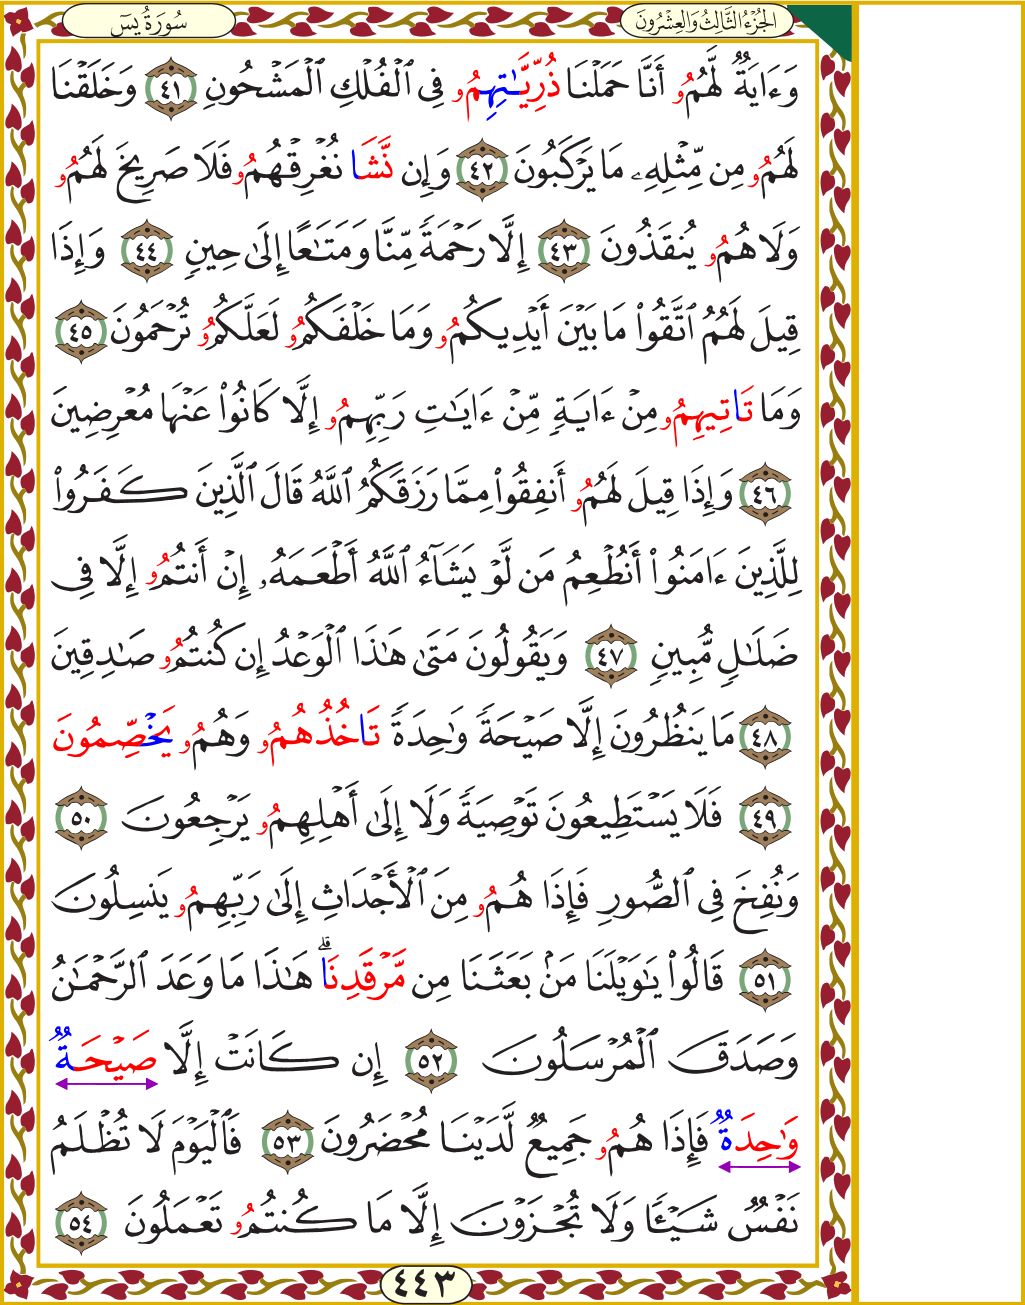 الجُزْءُ الثَّالِثُ وَالعِشْرُونَ
سُورَةُ يسٓ
وَءَايَةٌ لَّهُمُۥ أَنَّا حَمَلْنَا ذُرِّيَّـٰتِهِمُۥ فِى ٱلْفُلْكِ ٱلْمَشْحُونِ ٤١ وَخَلَقْنَا
لَهُمُۥ مِن مِّثْلِهِۦ مَا يَرْكَبُونَ ٤٢ وَإِن نَّشَا نُغْرِقْهُمُۥ فَلَا صَرِيخَ لَهُمُۥ
وَلَا هُمُۥ يُنقَذُونَ ٤٣ إِلَّا رَحْمَةً مِّنَّا وَمَتَـٰعًا إِلَىٰ حِينٍ ٤٤ وَإِذَا
قِيلَ لَهُمُ ٱتَّقُوا۟ مَا بَيْنَ أَيْدِيكُمُۥ وَمَا خَلْفَكُمُۥ لَعَلَّكُمُۥ تُرْحَمُونَ ٤٥
وَمَا تَاتِيهِمُۥ مِنْ ءَايَةٍ مِّنْ ءَايَـٰتِ رَبِّهِمُۥ إِلَّا كَانُوا۟ عَنْهَا مُعْرِضِينَ
٤٦ وَإِذَا قِيلَ لَهُمُۥ أَنفِقُوا۟ مِمَّا رَزَقَكُمُ ٱللَّهُ قَالَ ٱلَّذِينَ كَفَرُوا۟
لِلَّذِينَ ءَامَنُوا۟ أَنُطْعِمُ مَن لَّوْ يَشَآءُ ٱللَّهُ أَطْعَمَهُۥ إِنْ أَنتُمُۥ إِلَّا فِى
ضَلَـٰلٍ مُّبِينٍ ٤٧ وَيَقُولُونَ مَتَىٰ هَـٰذَا ٱلْوَعْدُ إِن كُنتُمُۥ صَـٰدِقِينَ
٤٨ مَا يَنظُرُونَ إِلَّا صَيْحَةً وَٰحِدَةً تَاخُذُهُمُۥ وَهُمُۥ يَخْصِّمُونَ
٤٩ فَلَا يَسْتَطِيعُونَ تَوْصِيَةً وَلَا إِلَىٰ أَهْلِهِمُۥ يَرْجِعُونَ ٥٠
وَنُفِخَ فِى ٱلصُّورِ فَإِذَا هُمُۥ مِنَ ٱلْأَجْدَاثِ إِلَىٰ رَبِّهِمُۥ يَنسِلُونَ
٥١ قَالُوا۟ يَـٰوَيْلَنَا مَنۢ بَعَثَنَا مِن مَّرْقَدِنَا ۗ هَـٰذَا مَا وَعَدَ ٱلرَّحْمَـٰنُ
وَصَدَقَ ٱلْمُرْسَلُونَ ٥٢ إِن كَانَتْ إِلَّا صَيْحَةٌ
وَٰحِدَةٌ فَإِذَا هُمُۥ جَمِيعٌ لَّدَيْنَا مُحْضَرُونَ ٥٣ فَٱلْيَوْمَ لَا تُظْلَمُ
نَفْسٌ شَيْـًٔا وَلَا تُجْزَوْنَ إِلَّا مَا كُنتُمُۥ تَعْمَلُونَ ٥٤
٤٤٣